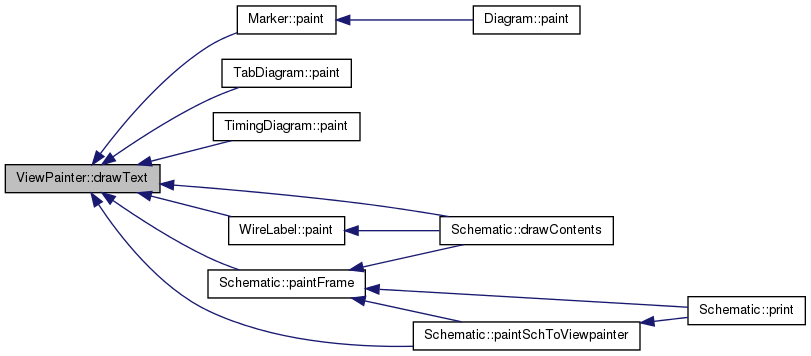 Marker::paint
Diagram::paint
TabDiagram::paint
TimingDiagram::paint
ViewPainter::drawText
WireLabel::paint
Schematic::drawContents
Schematic::paintFrame
Schematic::print
Schematic::paintSchToViewpainter